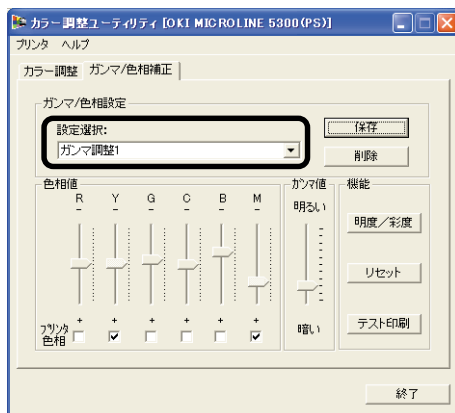 カラー調整ユーティリティ [OKI MICROLINE 5300(PS)]
プリンタ ヘルプ
カラー調整 ガンマ/色相補正
ガンマ/色相設定
設定選択:
ガンマ調整1
保存
削除
色相値
R Y G C B M
- - - - - -
+ + + + + +
プリンタ
色相
ガンマ値
明るい
暗い
機能
明度/彩度
リセット
テスト印刷
終了